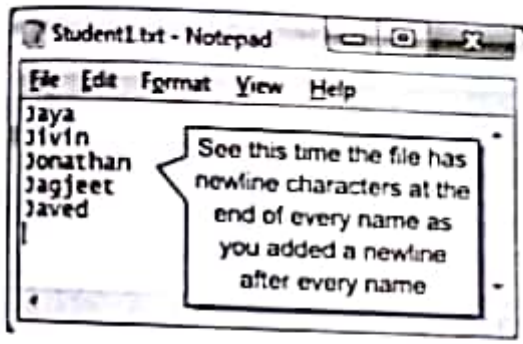 Student1.txt - Notepad
File Edit Format View Help
Jaya
Jivin
Jonathan
Jagjeet
Javed
See this time the file has
newline characters at the
end of every name as
you added a newline
after every name